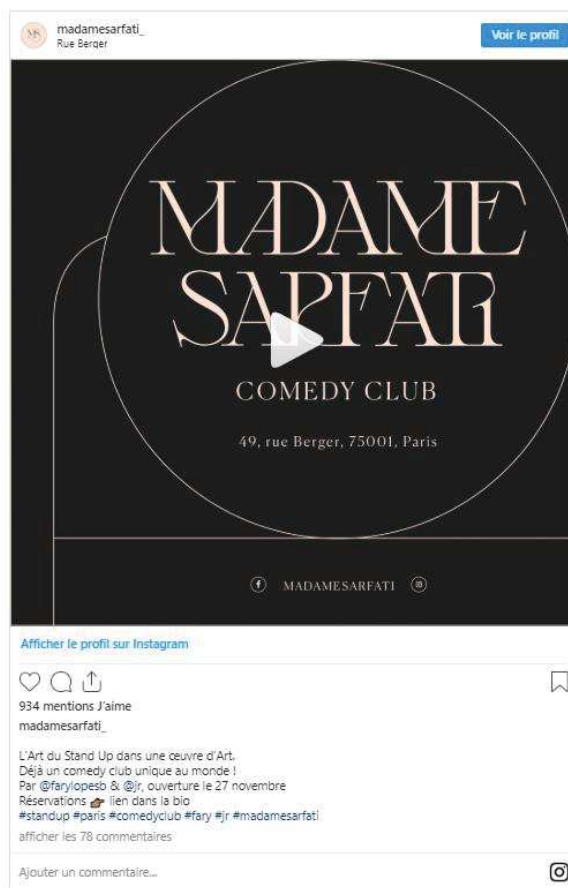 madamesarfati_
Rue Berger
Voir le profil
MADAME
SARFATI
COMEDY CLUB
49, rue Berger, 75001, Paris
MADAMESARFATI
Afficher le profil sur Instagram
934 mentions J'aime
madamesarfati_
L'Art du Stand Up dans une œuvre d'Art.
Déjà un comedy club unique au monde !
Par @farylopesb & @jr, ouverture le 27 novembre
Réservations 👉🏾 lien dans la bio
#standup #paris #comedyclub #fary #jr #madamesarfati
afficher les 78 commentaires
Ajouter un commentaire...